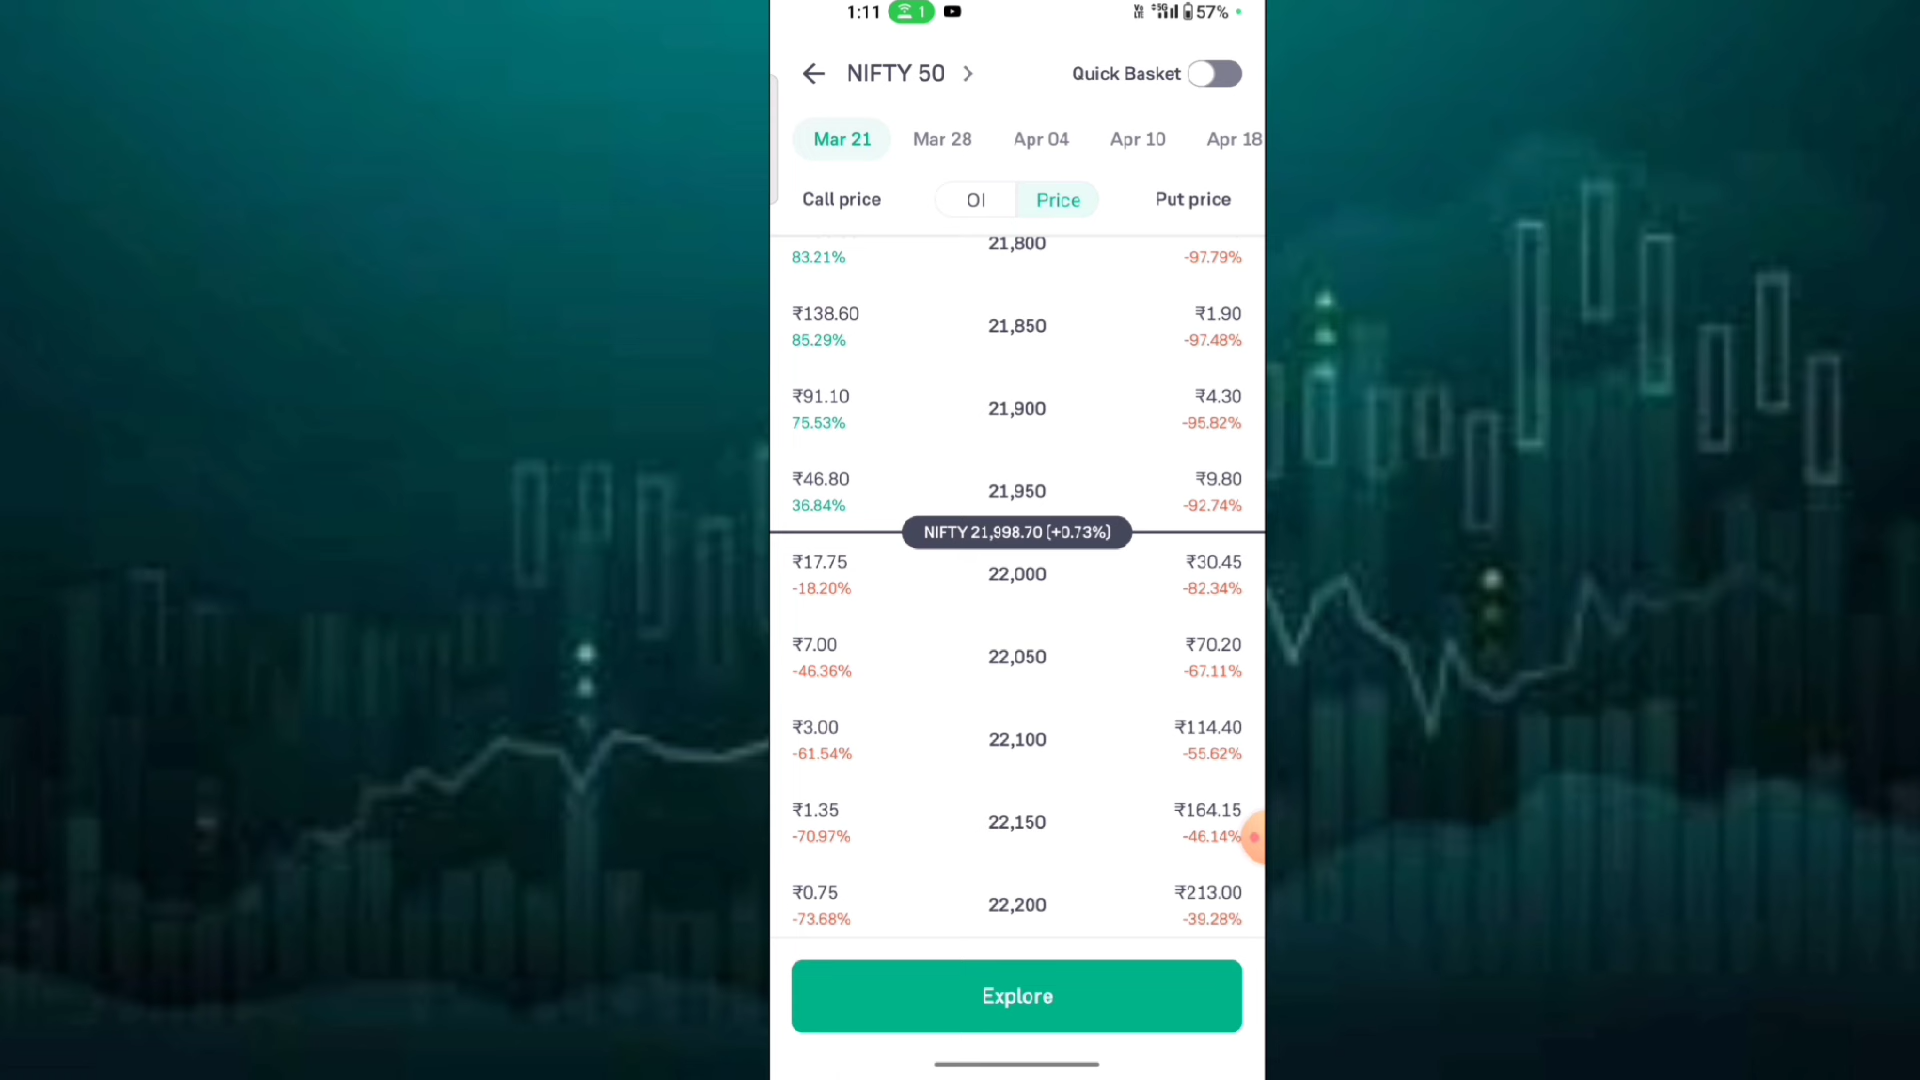 1:11 1 57%
NIFTY 50 Quick Basket
Mar 21 Mar 28 Apr 04 Apr 10 Apr 18
Call price OI Price Put price
21,800
83.21% -97.79%
₹138.60 21,850 ₹1.90
85.29% -97.48%
₹91.10 21,900 ₹4.30
75.53% -95.82%
₹46.80 21,950 ₹9.80
36.84% -92.74%
NIFTY 21,998.70 (+0.73%)
₹17.75 22,000 ₹30.45
-18.20% -82.34%
₹7.00 22,050 ₹70.20
-46.36% -67.11%
₹3.00 22,100 ₹114.40
-61.54% -55.62%
₹1.35 22,150 ₹164.15
-70.97% -46.14%
₹0.75 22,200 ₹213.00
-73.68% -39.28%
Explore